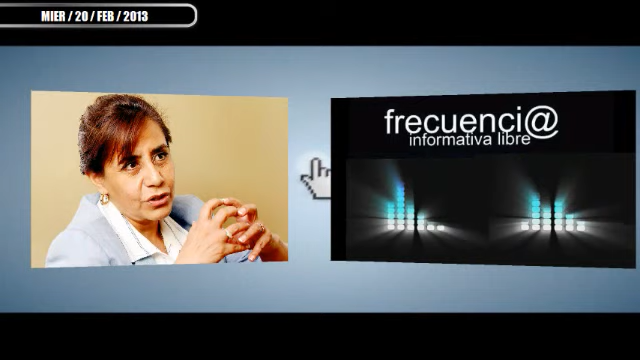 MIER / 20 / FEB / 2013
frecuenci@
informativa libre